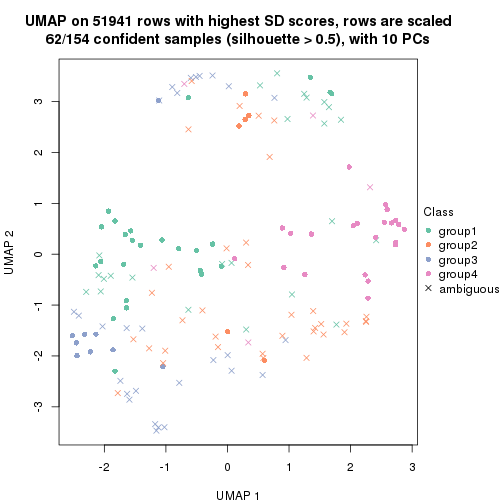 UMAP on 51941 rows with highest SD scores, rows are scaled
62/154 confident samples (silhouette > 0.5), with 10 PCs
3
2
1
0
-1
-2
-3
UMAP 2
-2
-1
0
1
2
3
UMAP 1
Class
group1
group2
group3
group4
ambiguous